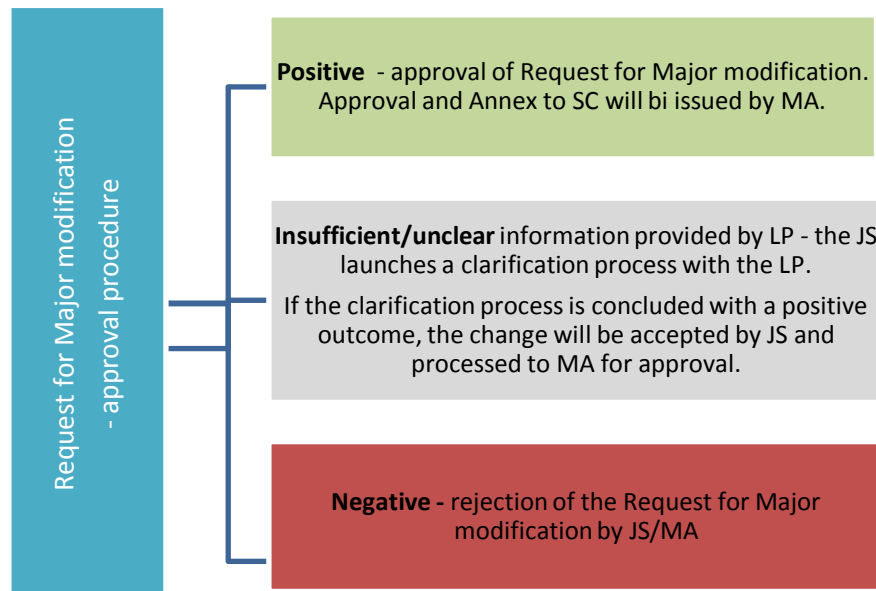 Request for Major modification
- approval procedure
Positive - approval of Request for Major modification.
Approval and Annex to SC will bi issued by MA.
Insufficient/unclear information provided by LP - the JS
launches a clarification process with the LP.
If the clarification process is concluded with a positive
outcome, the change will be accepted by JS and
processed to MA for approval.
Negative - rejection of the Request for Major
modification by JS/MA